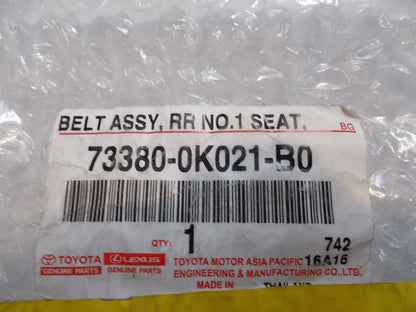 BELT ASSY, RR NO.1 SEAT,
BG
73380-0K021-B0
QTY: 1
742
16A16
TOYOTA
GENUINE PARTS
LEXUS
GENUINE PARTS
TOYOTA MOTOR ASIA PACIFIC
ENGINEERING & MANUFACTURING CO.,LTD.
MADE IN THAILAND